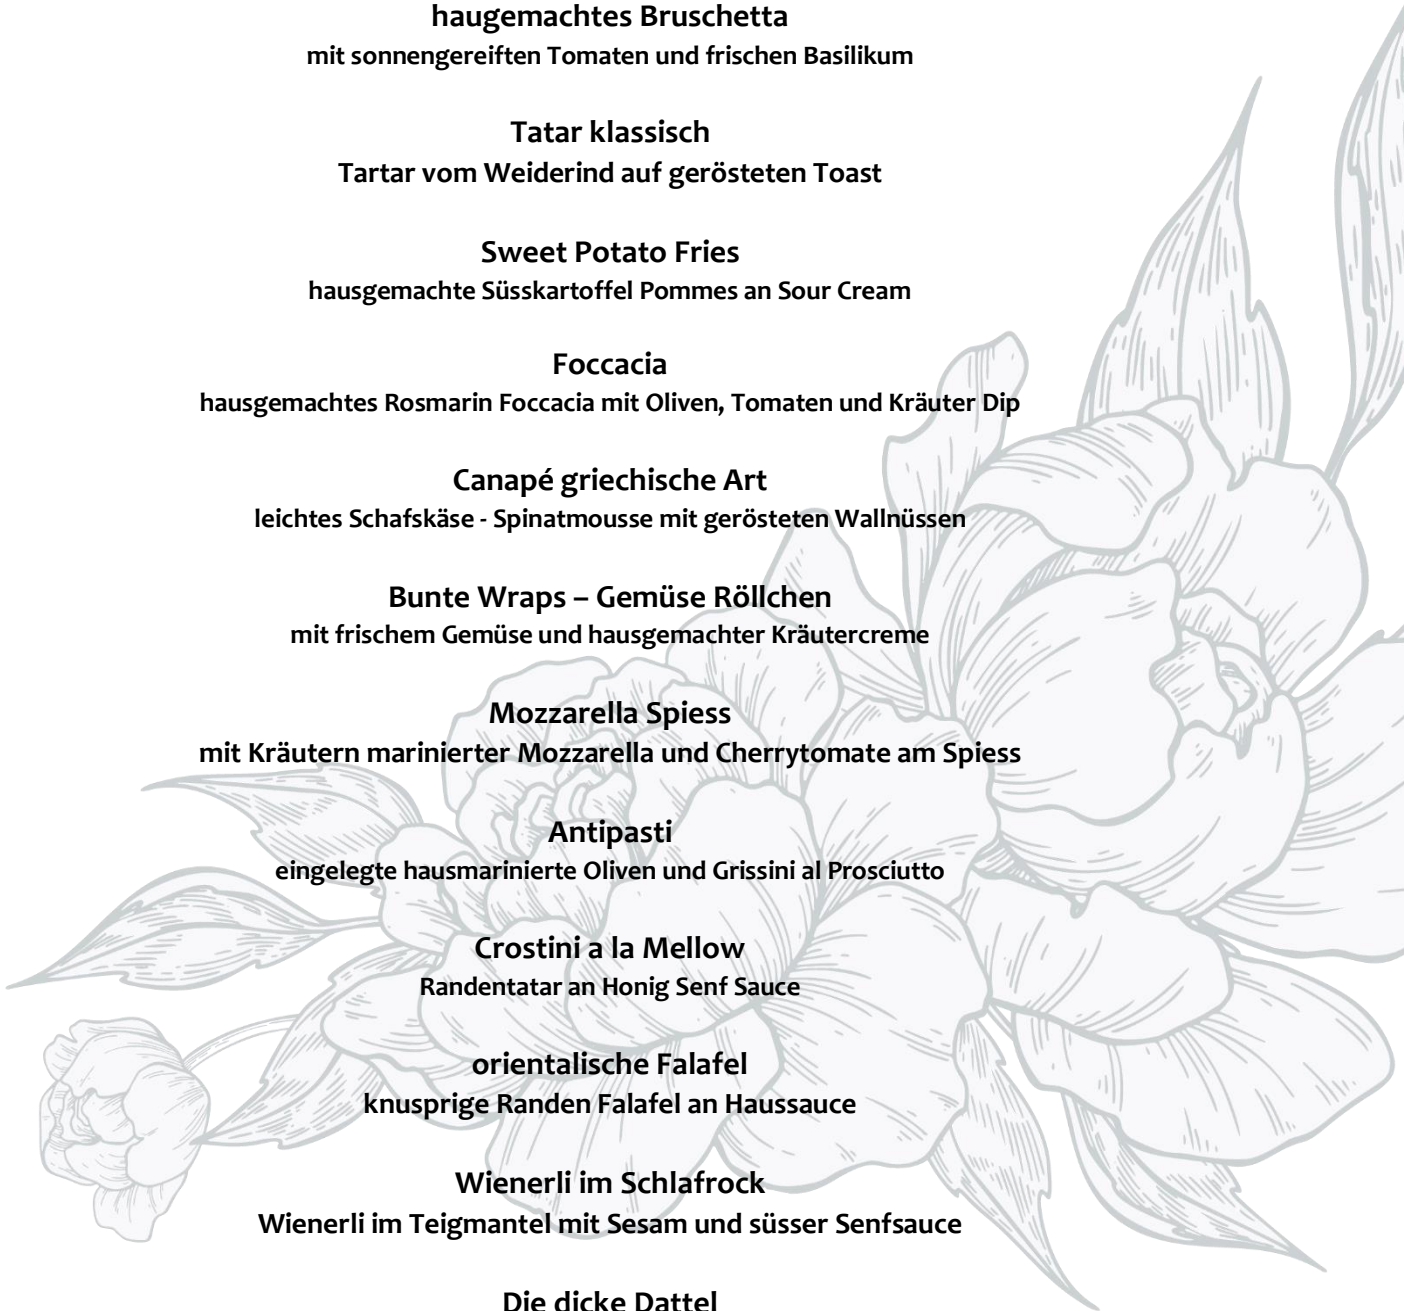 haugemachtes Bruschetta
mit sonnengereiften Tomaten und frischen Basilikum
Tatar klassisch
Tartar vom Weiderind auf gerösteten Toast
Sweet Potato Fries
hausgemachte Süsskartoffel Pommes an Sour Cream
Foccacia
hausgemachtes Rosmarin Foccacia mit Oliven, Tomaten und Kräuter Dip
Canapé griechische Art
leichtes Schafskäse - Spinatmousse mit gerösteten Wallnüssen
Bunte Wraps – Gemüse Röllchen
mit frischem Gemüse und hausgemachter Kräutercreme
Mozzarella Spiess
mit Kräutern marinierter Mozzarella und Cherrytomate am Spiess
Antipasti
eingelegte hausmarinierte Oliven und Grissini al Prosciutto
Crostini a la Mellow
Randentatar an Honig Senf Sauce
orientalische Falafel
knusprige Randen Falafel an Haussauce
Wienerli im Schlafrock
Wienerli im Teigmantel mit Sesam und süsser Senfsauce
Die dicke Dattel